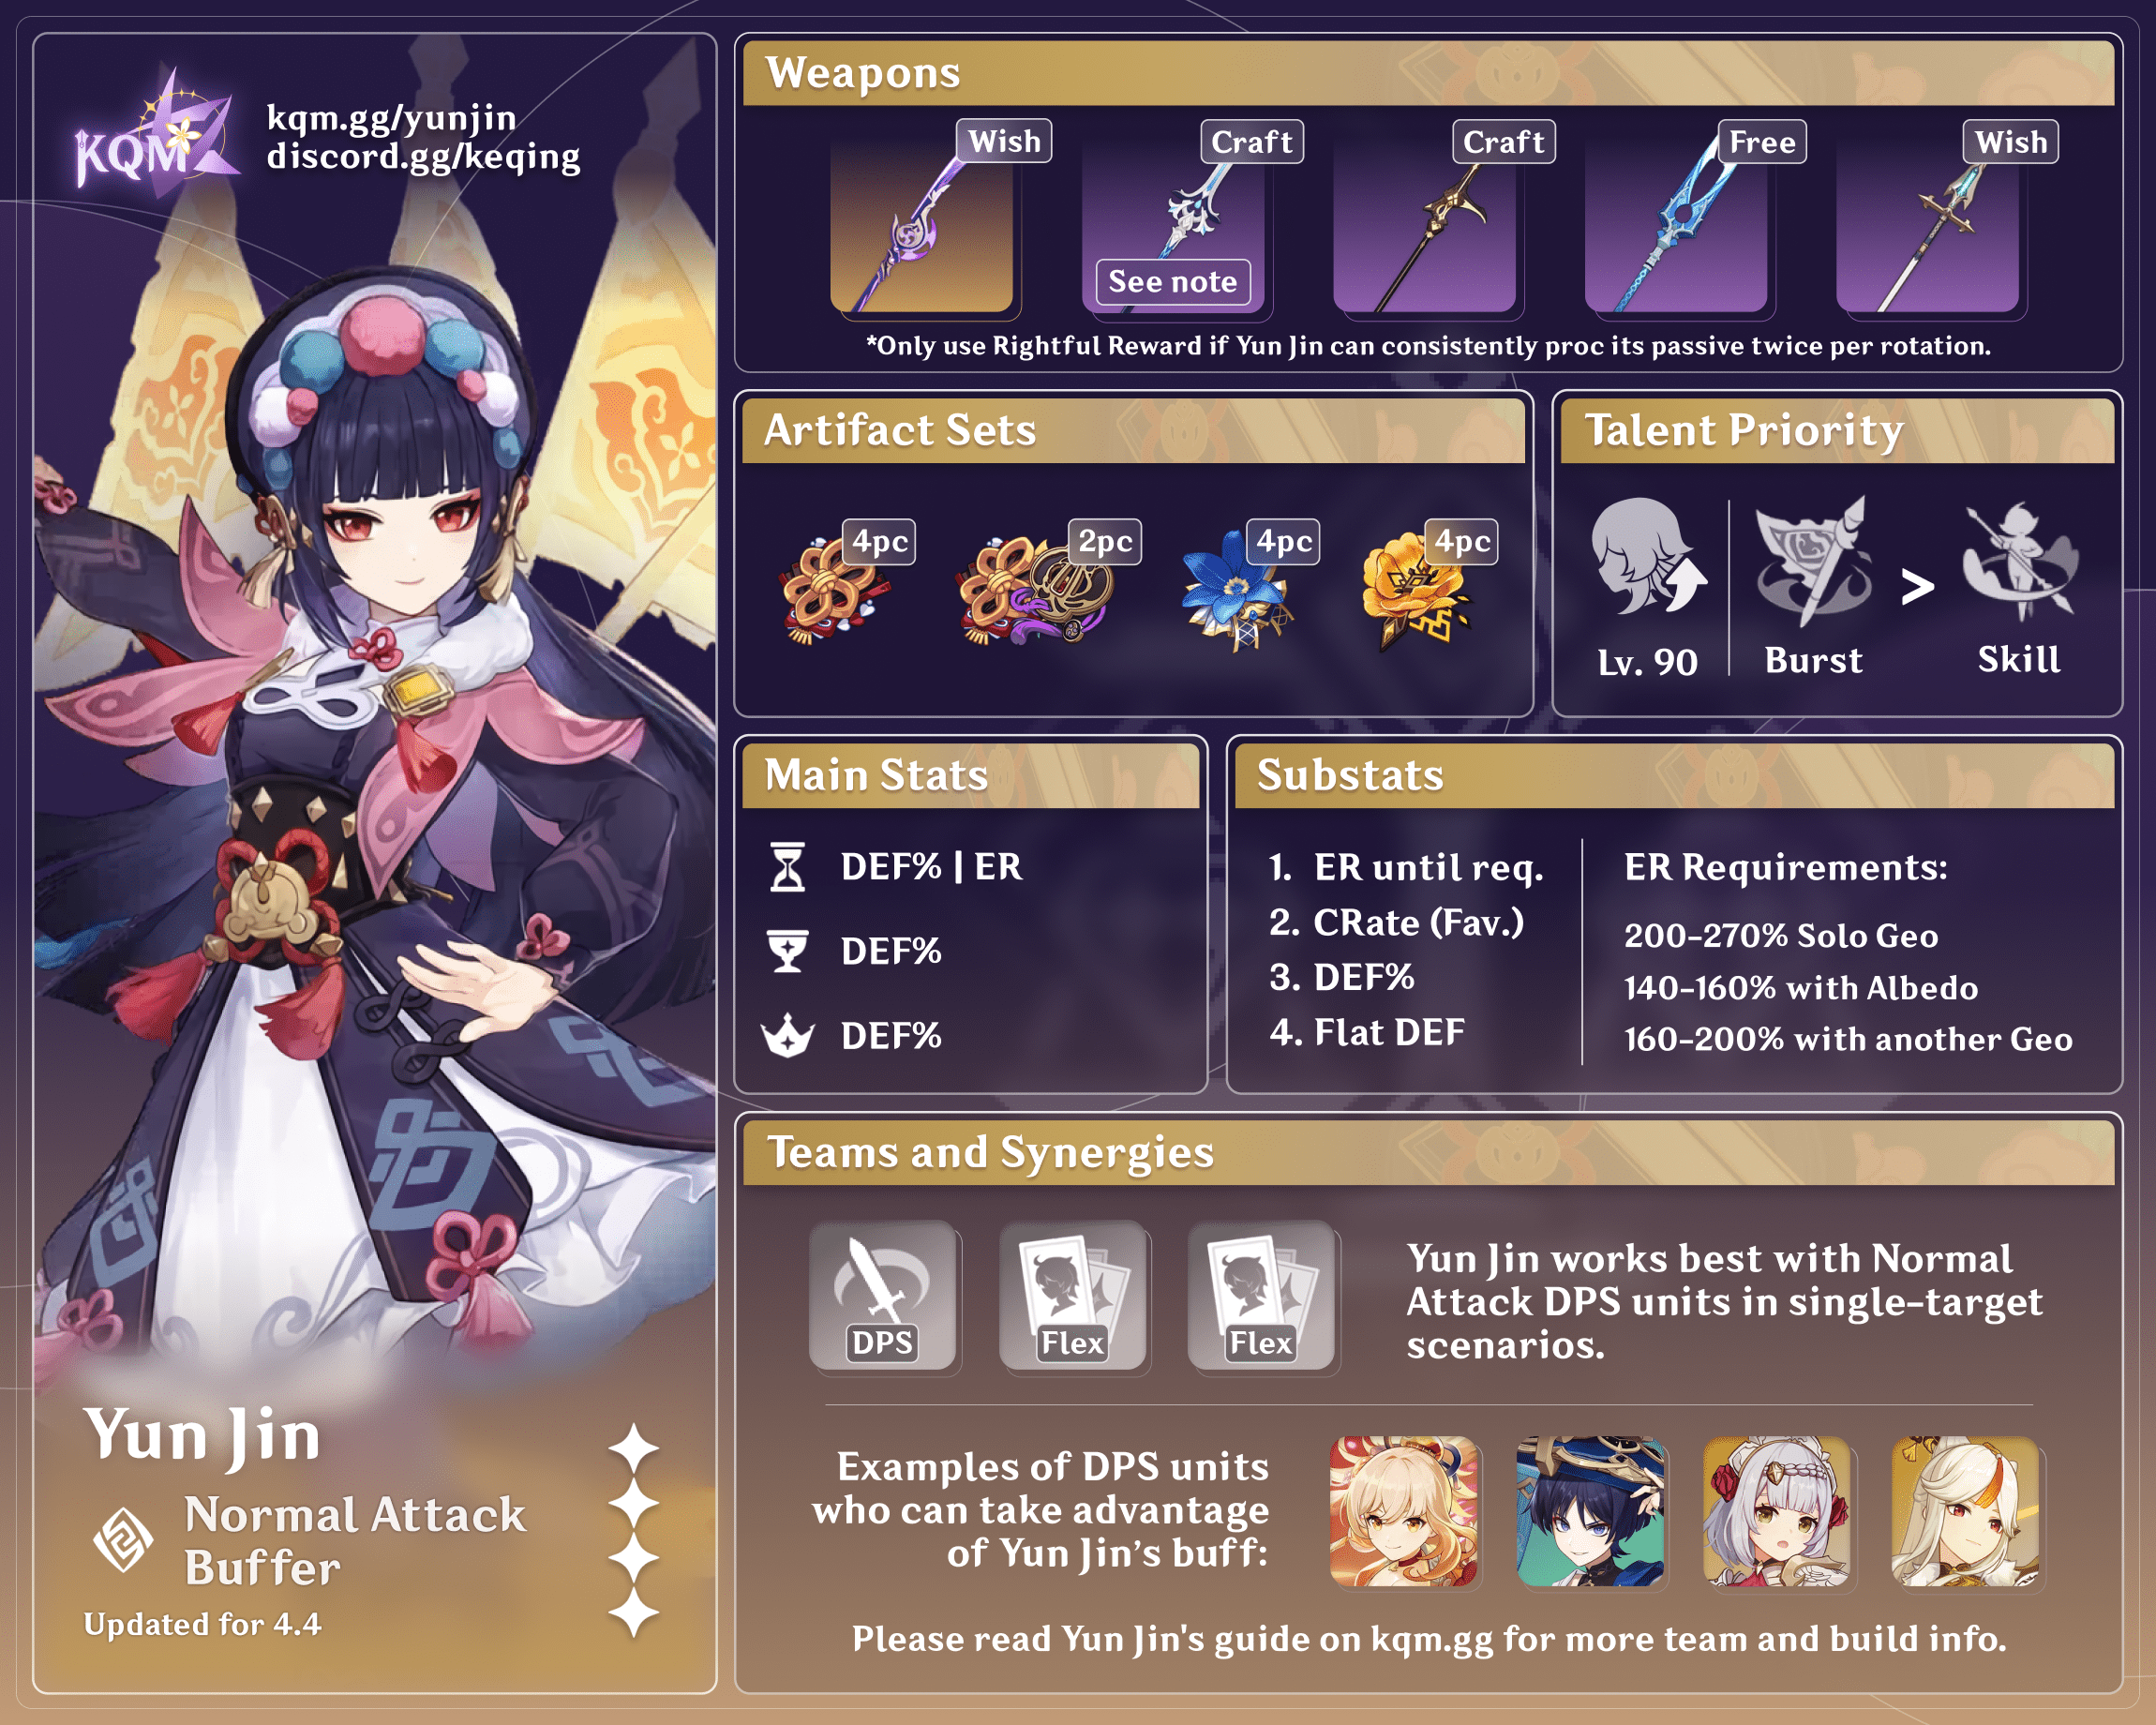 KQM
kqm.gg/yunjin
discord.gg/keqing
Yun Jin
Normal Attack
Buffer
Updated for 4.4
Weapons
Wish
Craft
Craft
Free
Wish
See note
*Only use Rightful Reward if Yun Jin can consistently proc its passive twice per rotation.
Artifact Sets
4pc
2pc
4pc
4pc
Talent Priority
Lv. 90
Burst
>
Skill
Main Stats
DEF% | ER
DEF%
DEF%
Substats
1. ER until req.
2. CRate (Fav.)
3. DEF%
4. Flat DEF
ER Requirements:
200-270% Solo Geo
140-160% with Albedo
160-200% with another Geo
Teams and Synergies
DPS
Flex
Flex
Yun Jin works best with Normal
Attack DPS units in single-target
scenarios.
Examples of DPS units
who can take advantage
of Yun Jin's buff:
Please read Yun Jin's guide on kqm.gg for more team and build info.